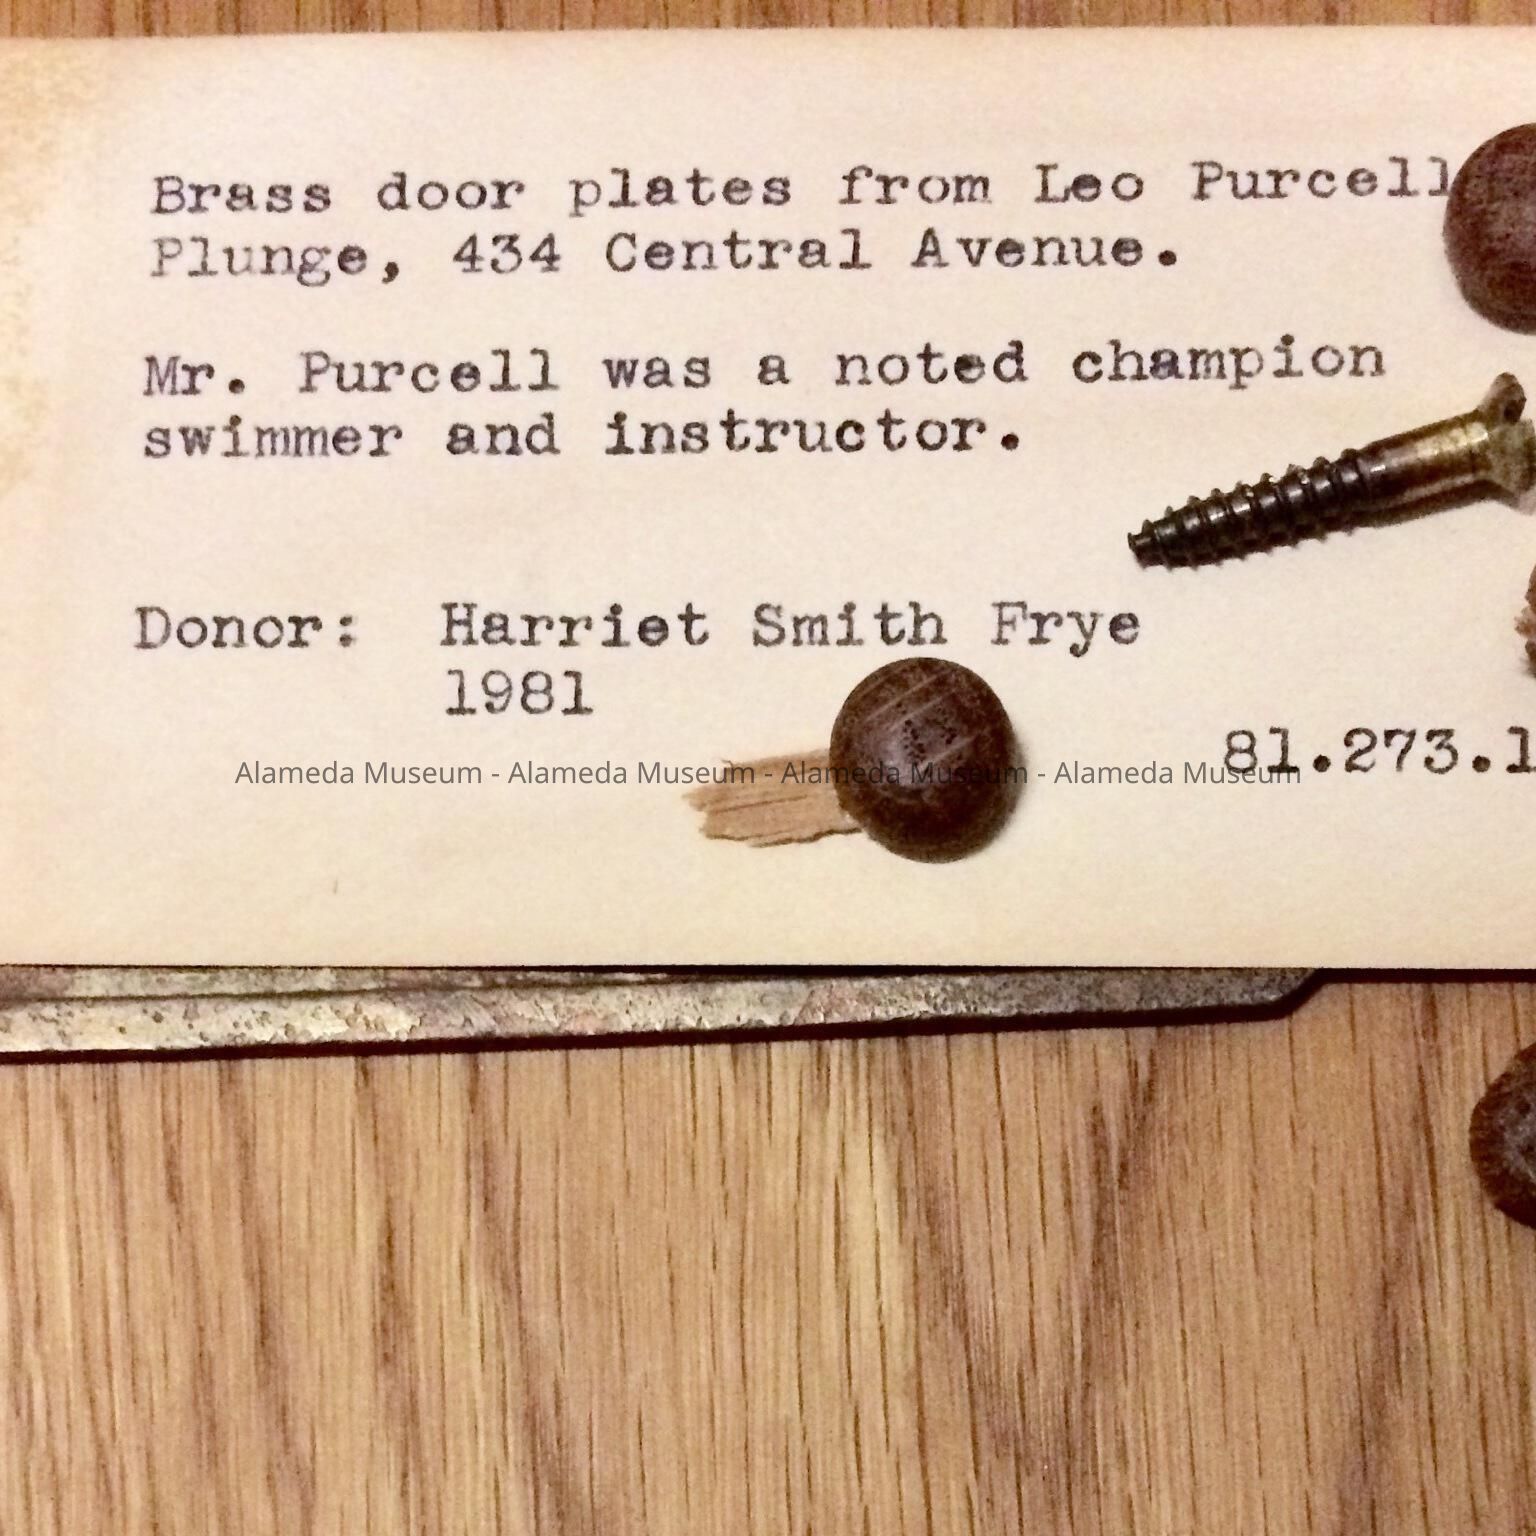 Brass door plates from Leo Purcell
Plunge, 434 Central Avenue.
Mr. Purcell was a noted champion
swimmer and instructor.
Donor: Harriet Smith Frye
1981
81.273.1
Alameda Museum - Alameda Museum - Alameda Museum - Alameda Museum